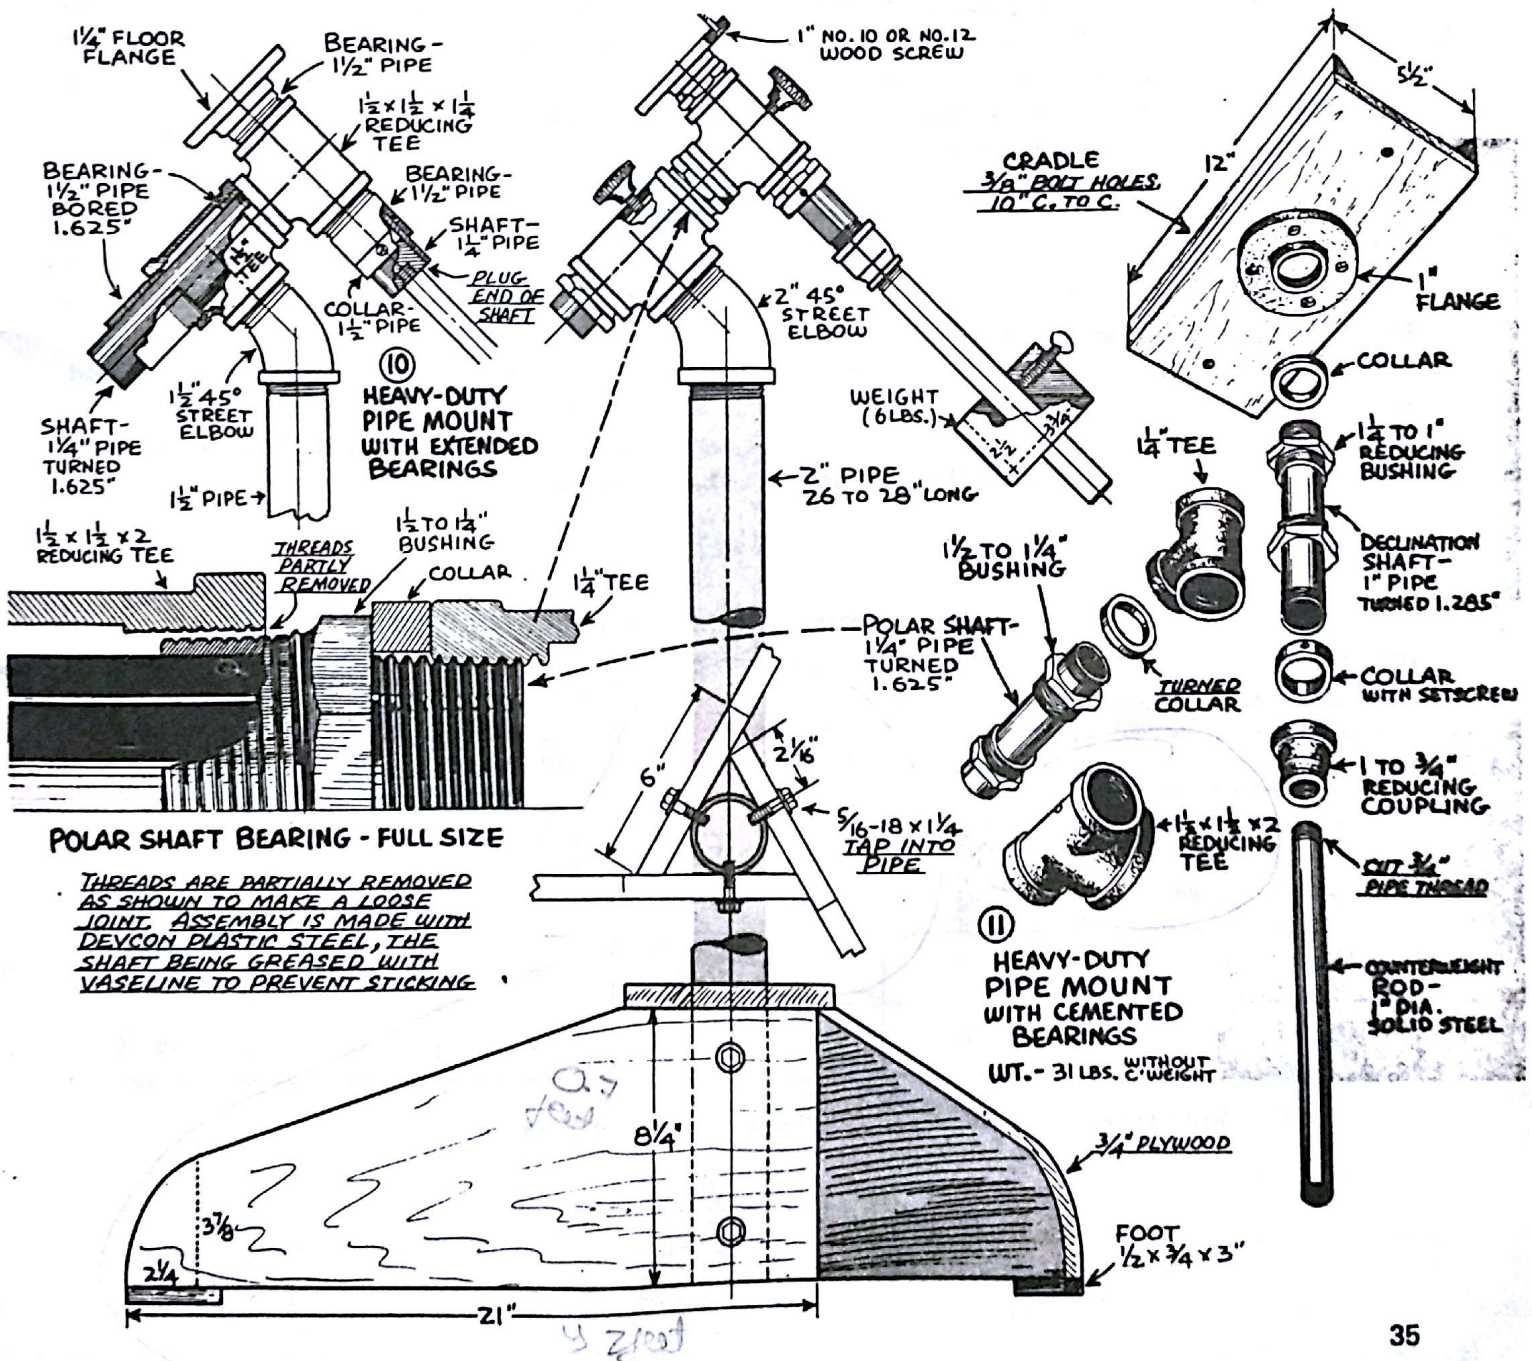 1¼" FLOOR
FLANGE
BEARING-
1½" PIPE
1½ x 1½ x 1¼
REDUCING
TEE
BEARING-
1½" PIPE
BORED
1.625"
BEARING-
1½" PIPE
SHAFT-
1¼" PIPE
PLUG
END OF
SHAFT
1½"
TEE
COLLAR-
1½" PIPE
SHAFT-
1¼" PIPE
TURNED
1.625"
1½" 45°
STREET
ELBOW
1½" PIPE
10
HEAVY-DUTY
PIPE MOUNT
WITH EXTENDED
BEARINGS
1" NO. 10 OR NO. 12
WOOD SCREW
2" 45°
STREET
ELBOW
WEIGHT
(6 LBS.)
2½
3¾"
2" PIPE
26 TO 28" LONG
5½"
12"
CRADLE
3/8" BOLT HOLES,
10" C. TO C.
1"
FLANGE
COLLAR
1¼ TO 1"
REDUCING
BUSHING
1¼" TEE
DECLINATION
SHAFT-
1" PIPE
TURNED 1.285"
1½ TO 1¼"
BUSHING
POLAR SHAFT-
1¼" PIPE
TURNED
1.625"
TURNED
COLLAR
COLLAR
WITH SETSCREW
1 TO ¾"
REDUCING
COUPLING
1½ x 1½ x 2
REDUCING
TEE
CUT ¾"
PIPE THREAD
COUNTERWEIGHT
ROD-
1" DIA.
SOLID STEEL
1½ x 1½ x 2
REDUCING TEE
THREADS
PARTLY
REMOVED
1½ TO 1¼"
BUSHING
COLLAR
1¼" TEE
POLAR SHAFT BEARING - FULL SIZE
THREADS ARE PARTIALLY REMOVED
AS SHOWN TO MAKE A LOOSE
JOINT. ASSEMBLY IS MADE WITH
DEVCON PLASTIC STEEL, THE
SHAFT BEING GREASED WITH
VASELINE TO PREVENT STICKING
6"
2 1/16"
5/16-18 x 1¼
TAP INTO
PIPE
11
HEAVY-DUTY
PIPE MOUNT
WITH CEMENTED
BEARINGS
WT. - 31 LBS. WITHOUT
C'WEIGHT
8¼"
3⅞
2¼
21"
¾" PLYWOOD
FOOT
½ x ¾ x 3"
35